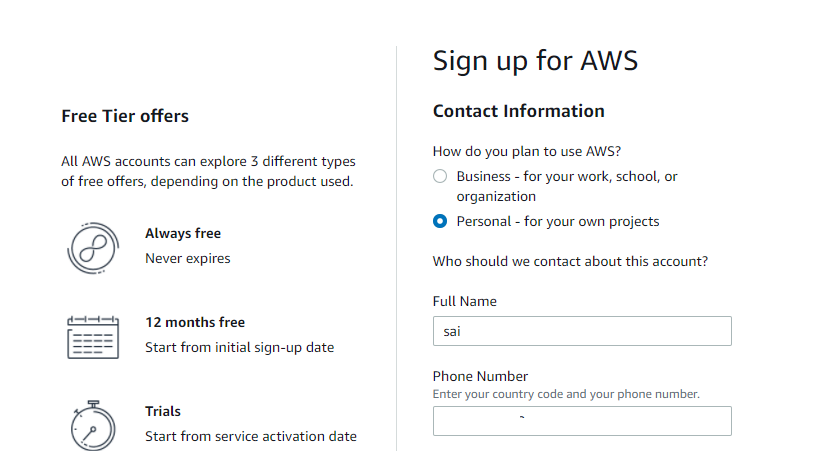 Free Tier offers
All AWS accounts can explore 3 different types
of free offers, depending on the product used.
Always free
Never expires
12 months free
Start from initial sign-up date
Trials
Start from service activation date
Sign up for AWS
Contact Information
How do you plan to use AWS?
Business - for your work, school, or
organization
Personal - for your own projects
Who should we contact about this account?
Full Name
sai
Phone Number
Enter your country code and your phone number.